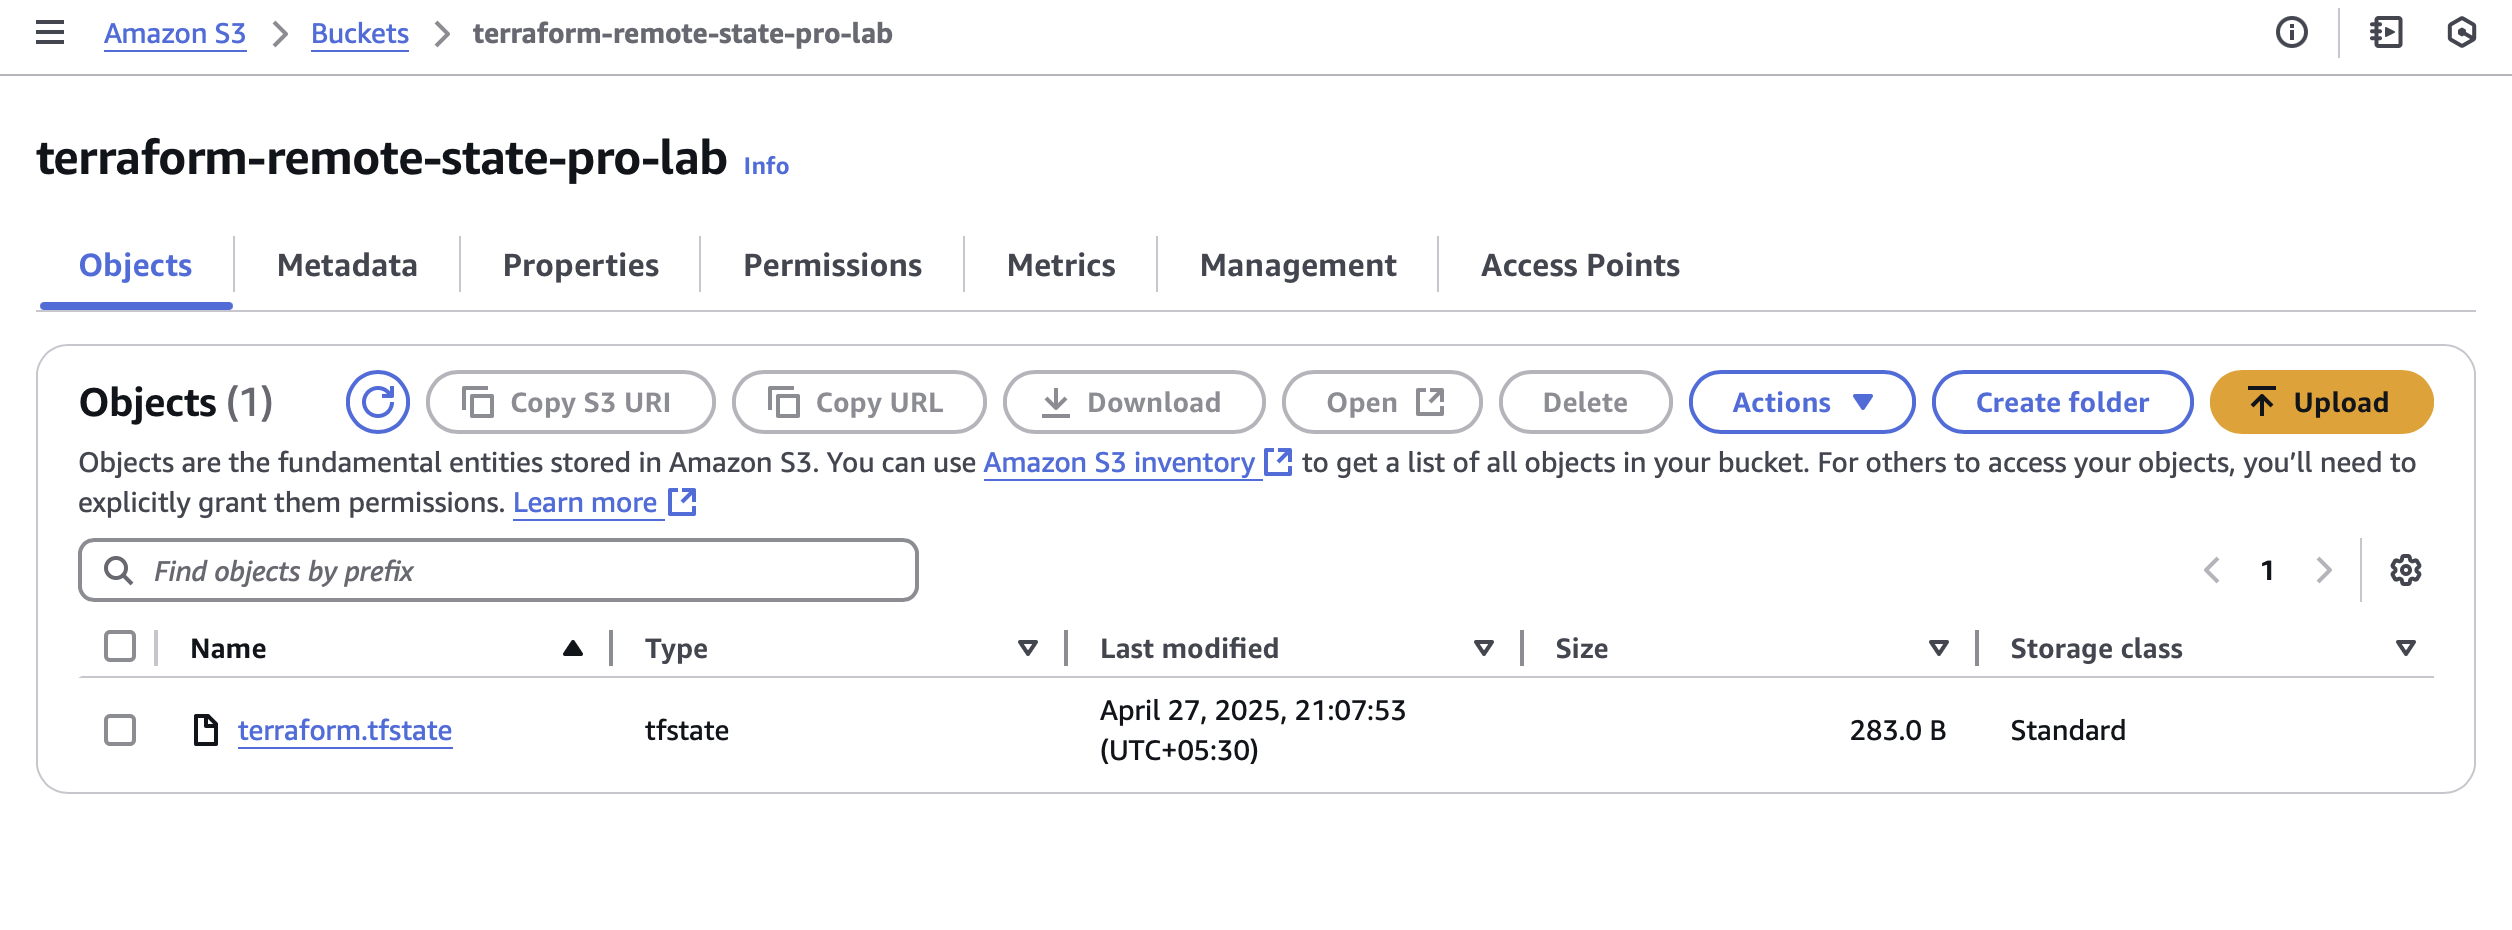 Amazon S3 > Buckets > terraform-remote-state-pro-lab
terraform-remote-state-pro-lab Info
Objects Metadata Properties Permissions Metrics Management Access Points
Objects (1) Copy S3 URI Copy URL Download Open Delete Actions Create folder Upload
Objects are the fundamental entities stored in Amazon S3. You can use Amazon S3 inventory to get a list of all objects in your bucket. For others to access your objects, you’ll need to
explicitly grant them permissions. Learn more
Find objects by prefix 1
Name Type Last modified Size Storage class
terraform.tfstate tfstate April 27, 2025, 21:07:53 283.0 B Standard
(UTC+05:30)